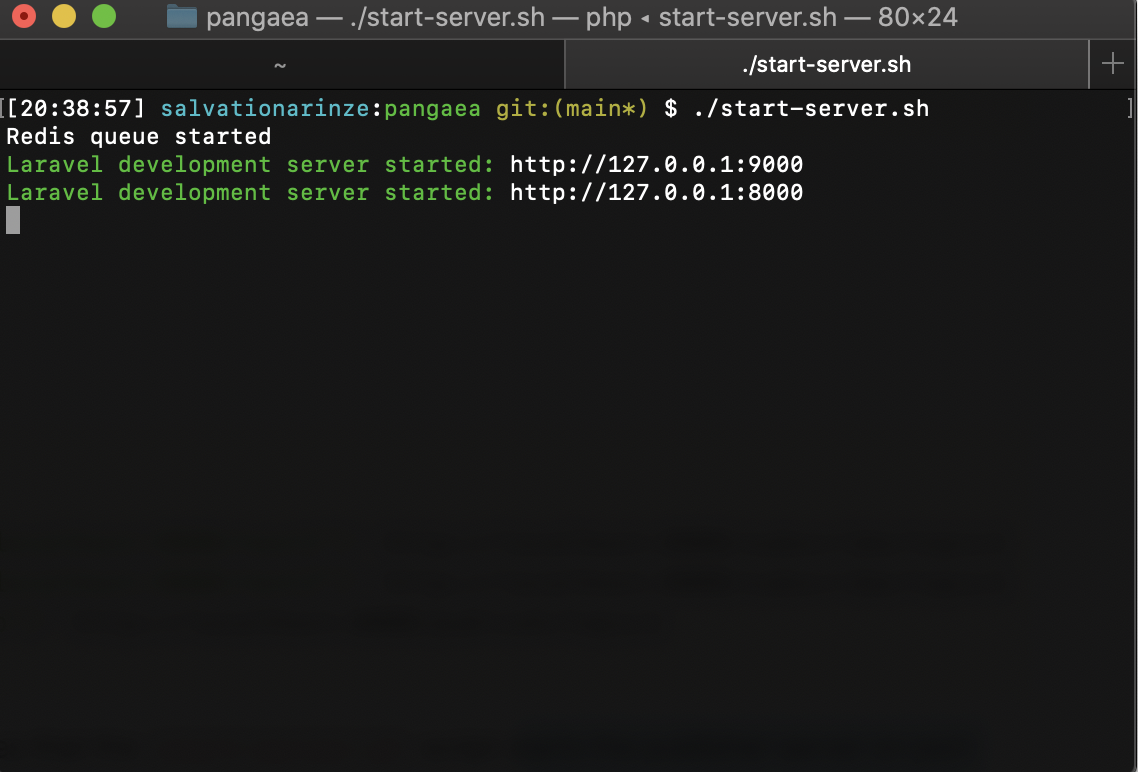 pangaea — ./start-server.sh — php ◂ start-server.sh — 80×24
~
./start-server.sh
[[20:38:57] salvationarinze:pangaea git:(main*) $ ./start-server.sh ]
Redis queue started
Laravel development server started: http://127.0.0.1:9000
Laravel development server started: http://127.0.0.1:8000